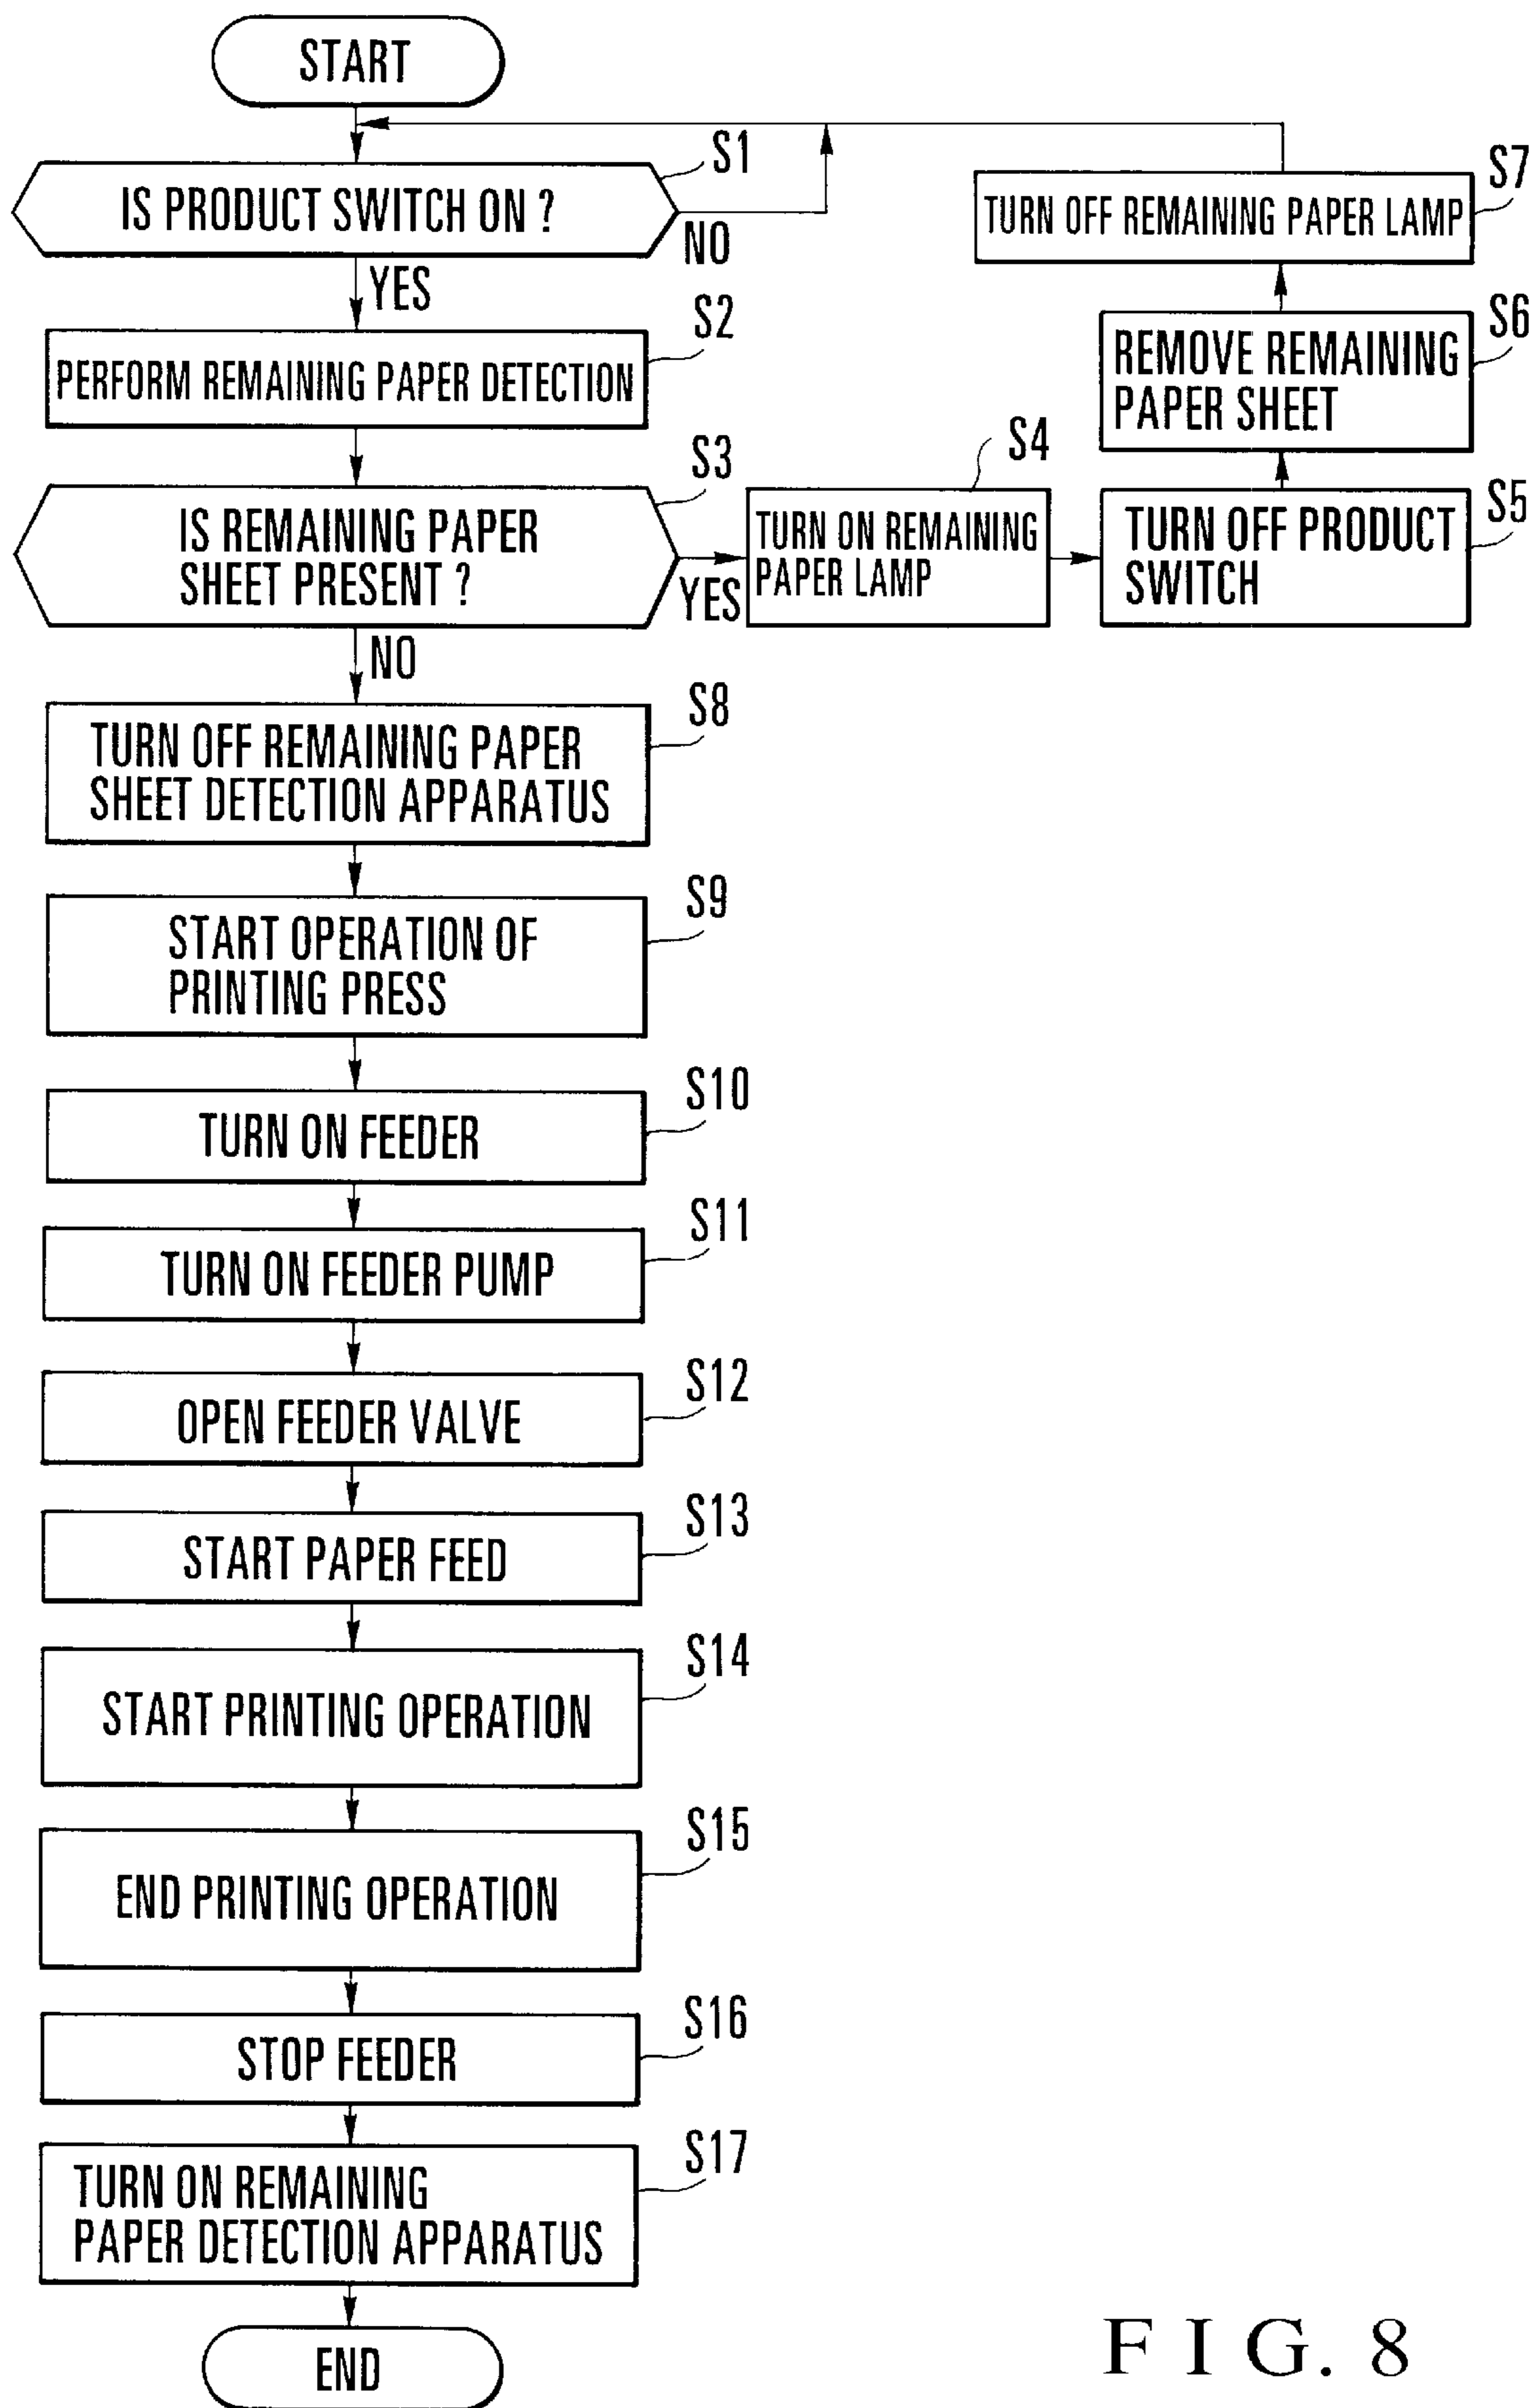 START
S1
IS PRODUCT SWITCH ON ?
NO
YES
S2
PERFORM REMAINING PAPER DETECTION
S3
IS REMAINING PAPER
SHEET PRESENT ?
YES
NO
S4
TURN ON REMAINING
PAPER LAMP
S5
TURN OFF PRODUCT
SWITCH
S6
REMOVE REMAINING
PAPER SHEET
S7
TURN OFF REMAINING PAPER LAMP
S8
TURN OFF REMAINING PAPER
SHEET DETECTION APPARATUS
S9
START OPERATION OF
PRINTING PRESS
S10
TURN ON FEEDER
S11
TURN ON FEEDER PUMP
S12
OPEN FEEDER VALVE
S13
START PAPER FEED
S14
START PRINTING OPERATION
S15
END PRINTING OPERATION
S16
STOP FEEDER
S17
TURN ON REMAINING
PAPER DETECTION APPARATUS
END
FIG. 8